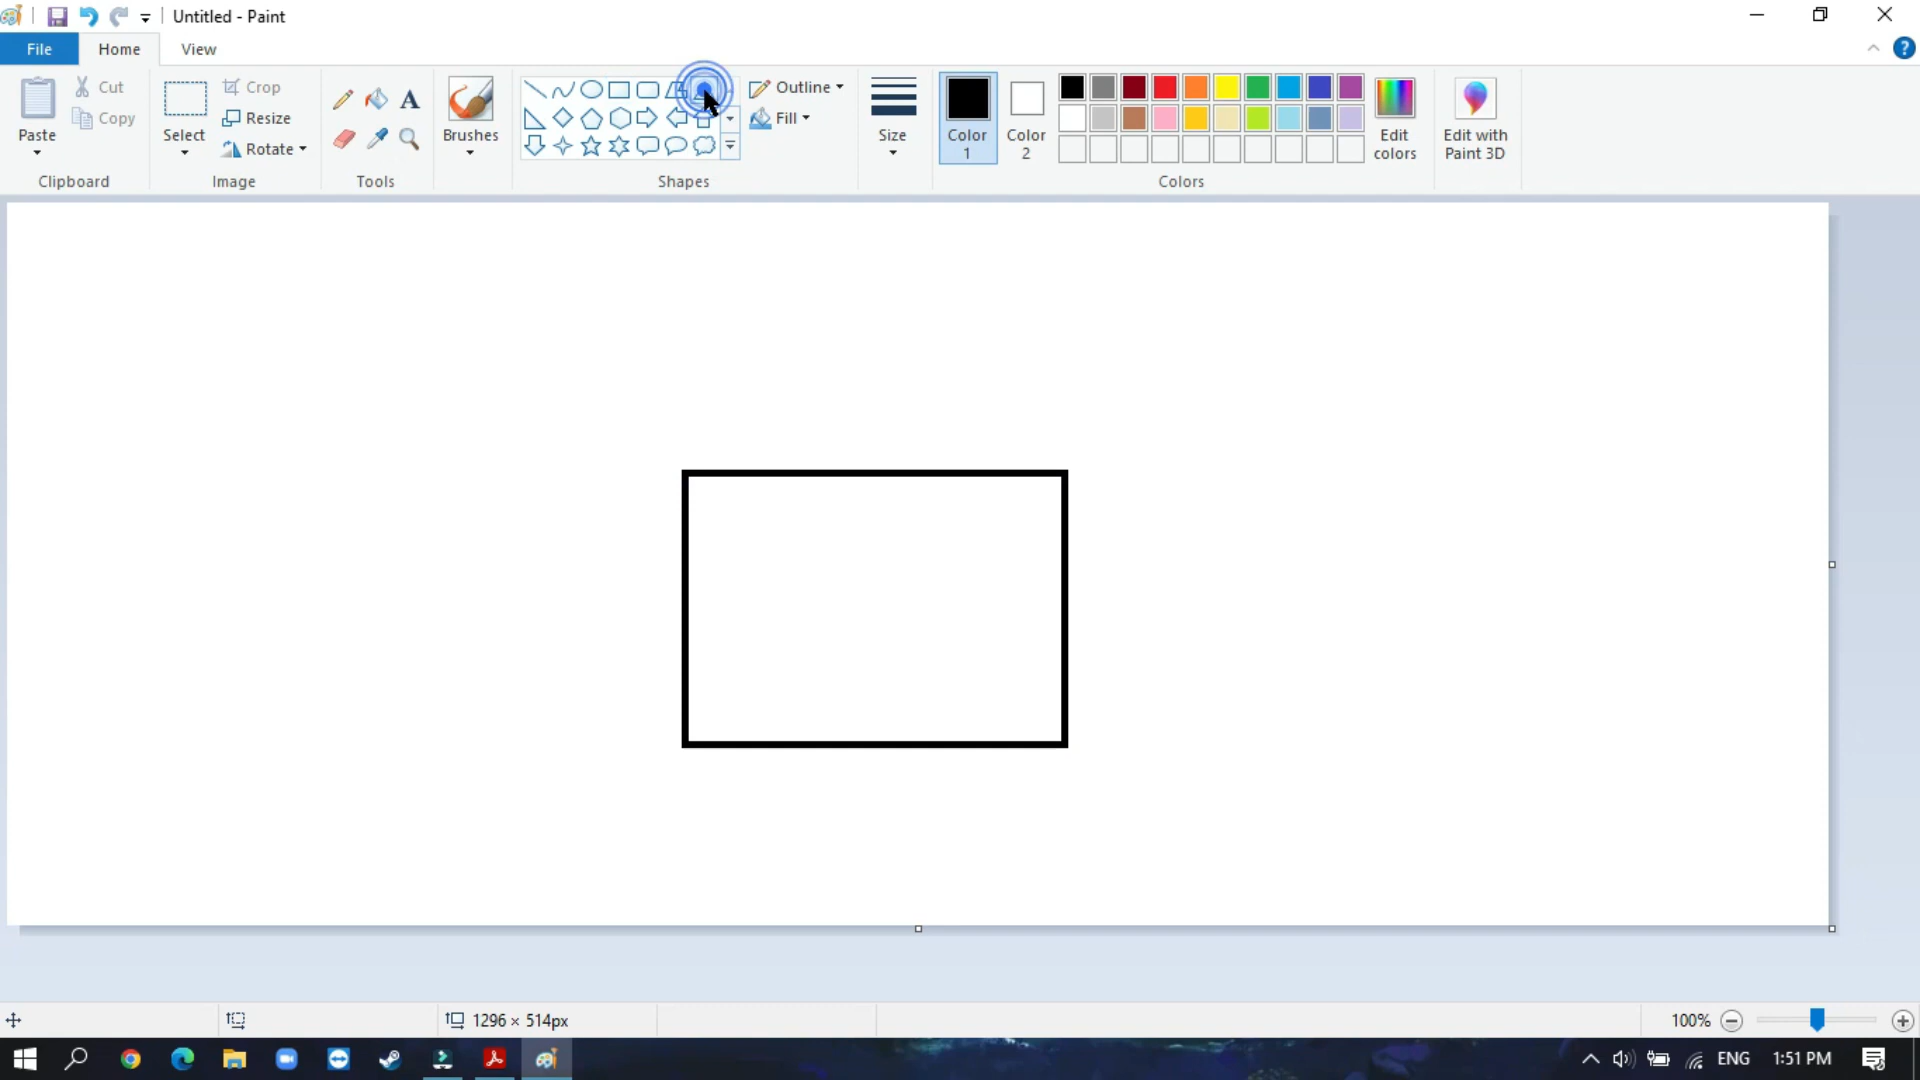 Untitled - Paint
File Home View
Paste
Cut
Copy
Clipboard
Select
Crop
Resize
Rotate
Image
A
Tools
Brushes
Shapes
Outline
Fill
Size
Color 1
Color 2
Edit colors
Colors
Edit with Paint 3D
1296 × 514px
100%
ENG
1:51 PM